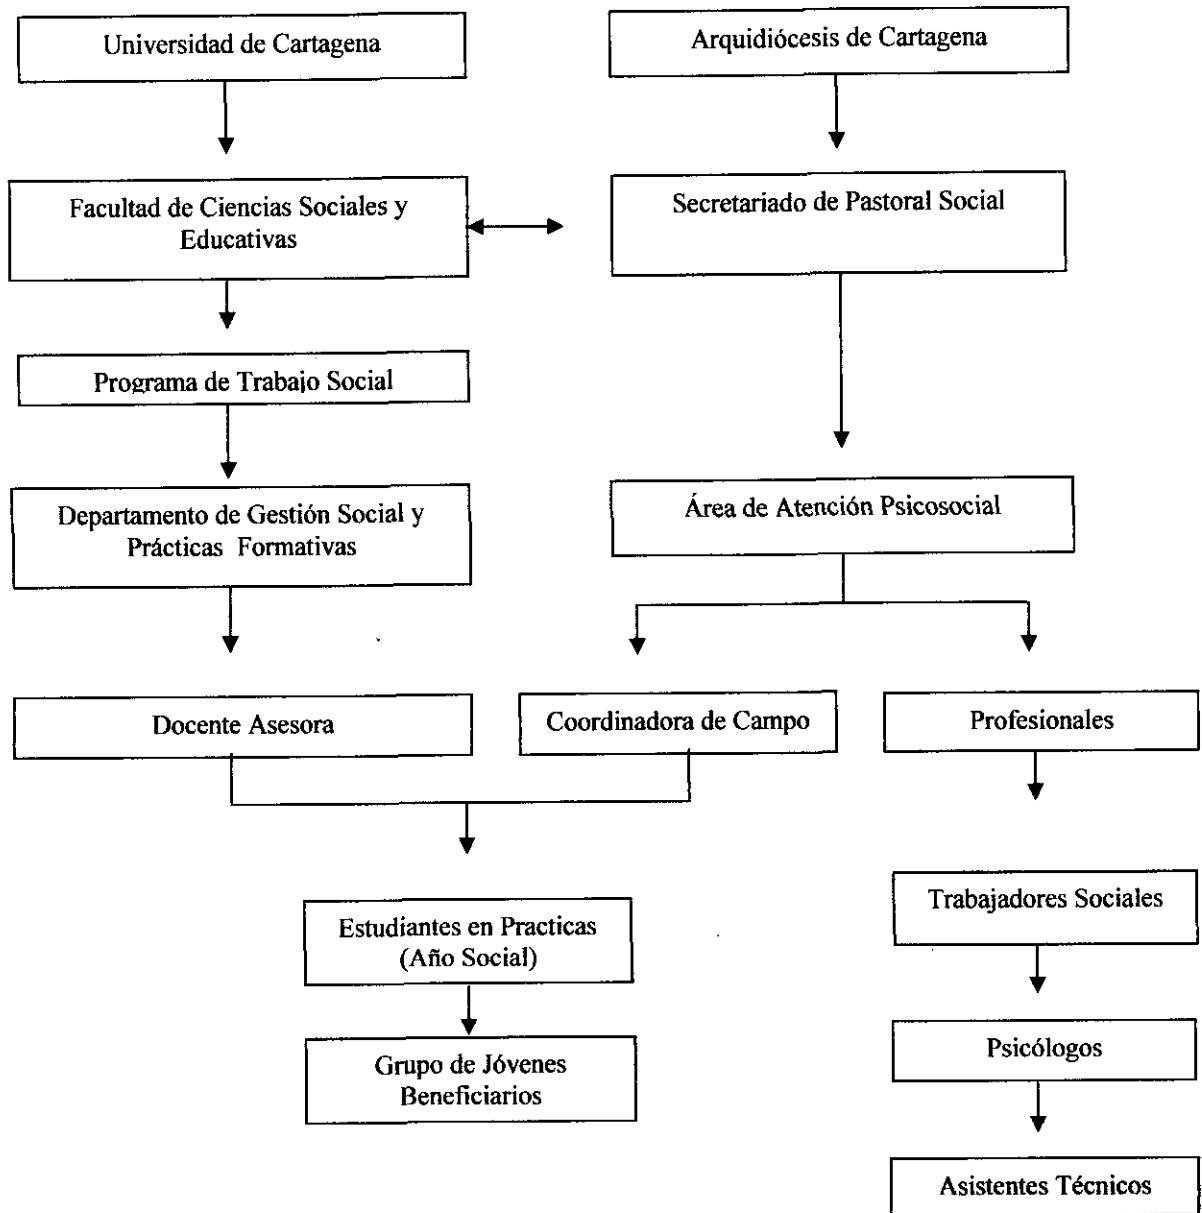 Universidad de Cartagena
Arquidiócesis de Cartagena
Facultad de Ciencias Sociales y
Educativas
Secretariado de Pastoral Social
Programa de Trabajo Social
Departamento de Gestión Social y
Prácticas Formativas
Área de Atención Psicosocial
Docente Asesora
Coordinadora de Campo
Profesionales
Estudiantes en Practicas
(Año Social)
Trabajadores Sociales
Grupo de Jóvenes
Beneficiarios
Psicólogos
Asistentes Técnicos